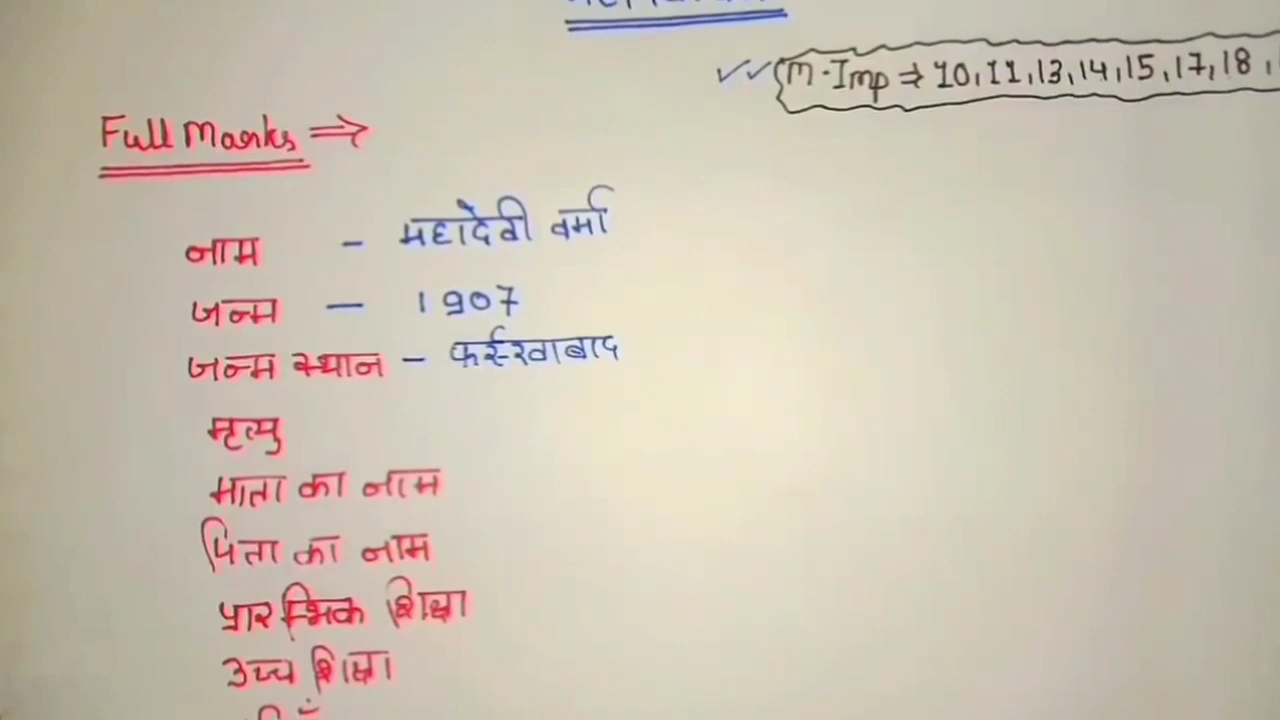 M.Imp ⇒ 10,11,13,14,15,17,18,
Full Marks ⇒
नाम - महादेवी वर्मा
जन्म - 1907
जन्म स्थान - फर्रुखाबाद
मृत्यु
माता का नाम
पिता का नाम
प्रारम्भिक शिक्षा
उच्च शिक्षा